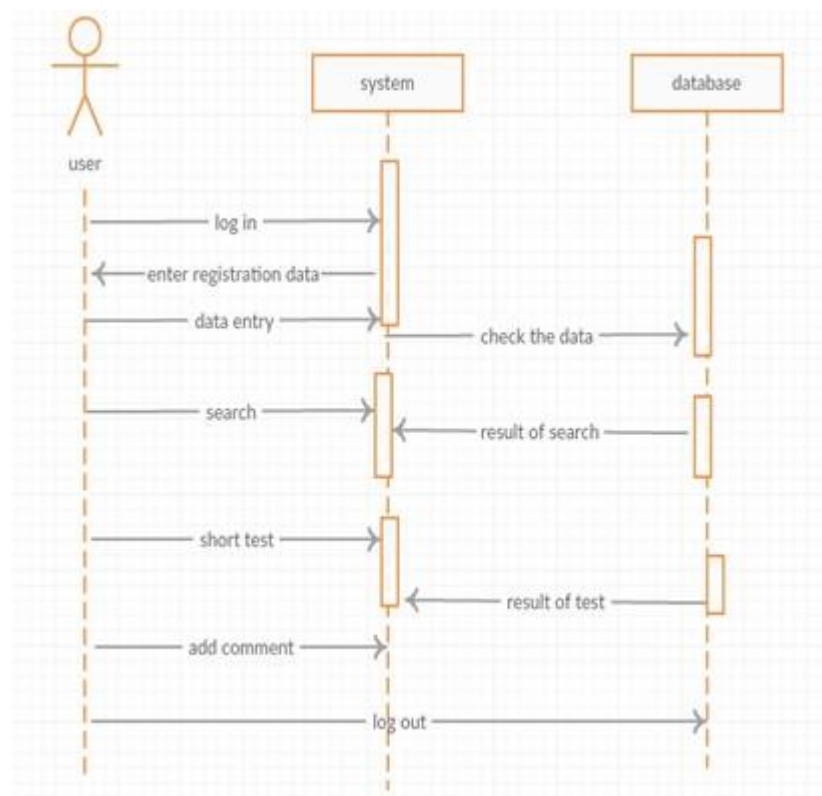 system
database
user
log in
enter registration data
data entry
check the data
search
result of search
short test
result of test
add comment
log out